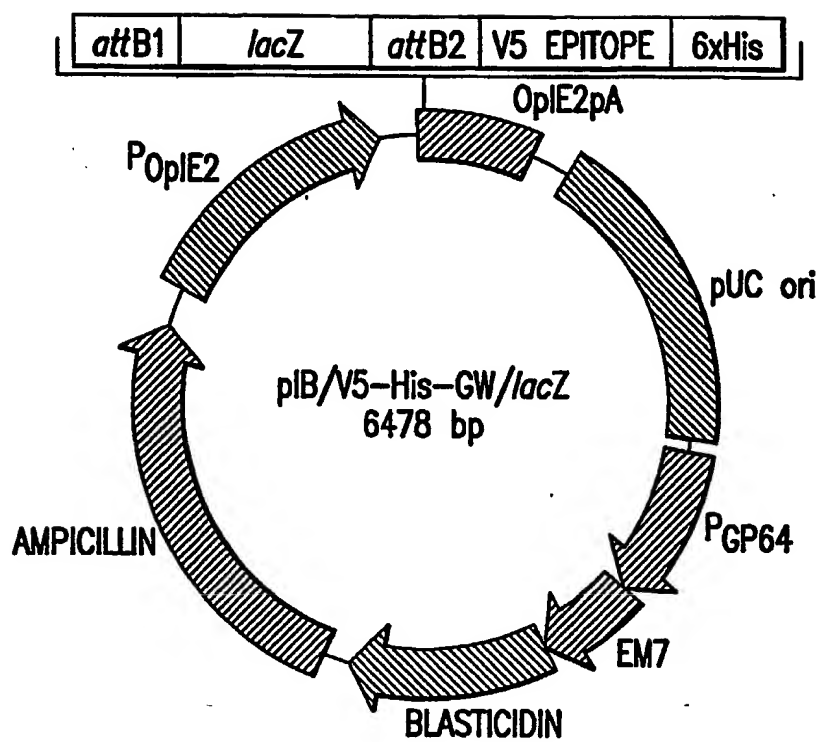 attB1 lacZ attB2 V5 EPITOPE 6xHis
OpIE2pA
POpIE2
pUC ori
pIB/V5-His-GW/lacZ
6478 bp
PGP64
AMPICILLIN
EM7
BLASTICIDIN